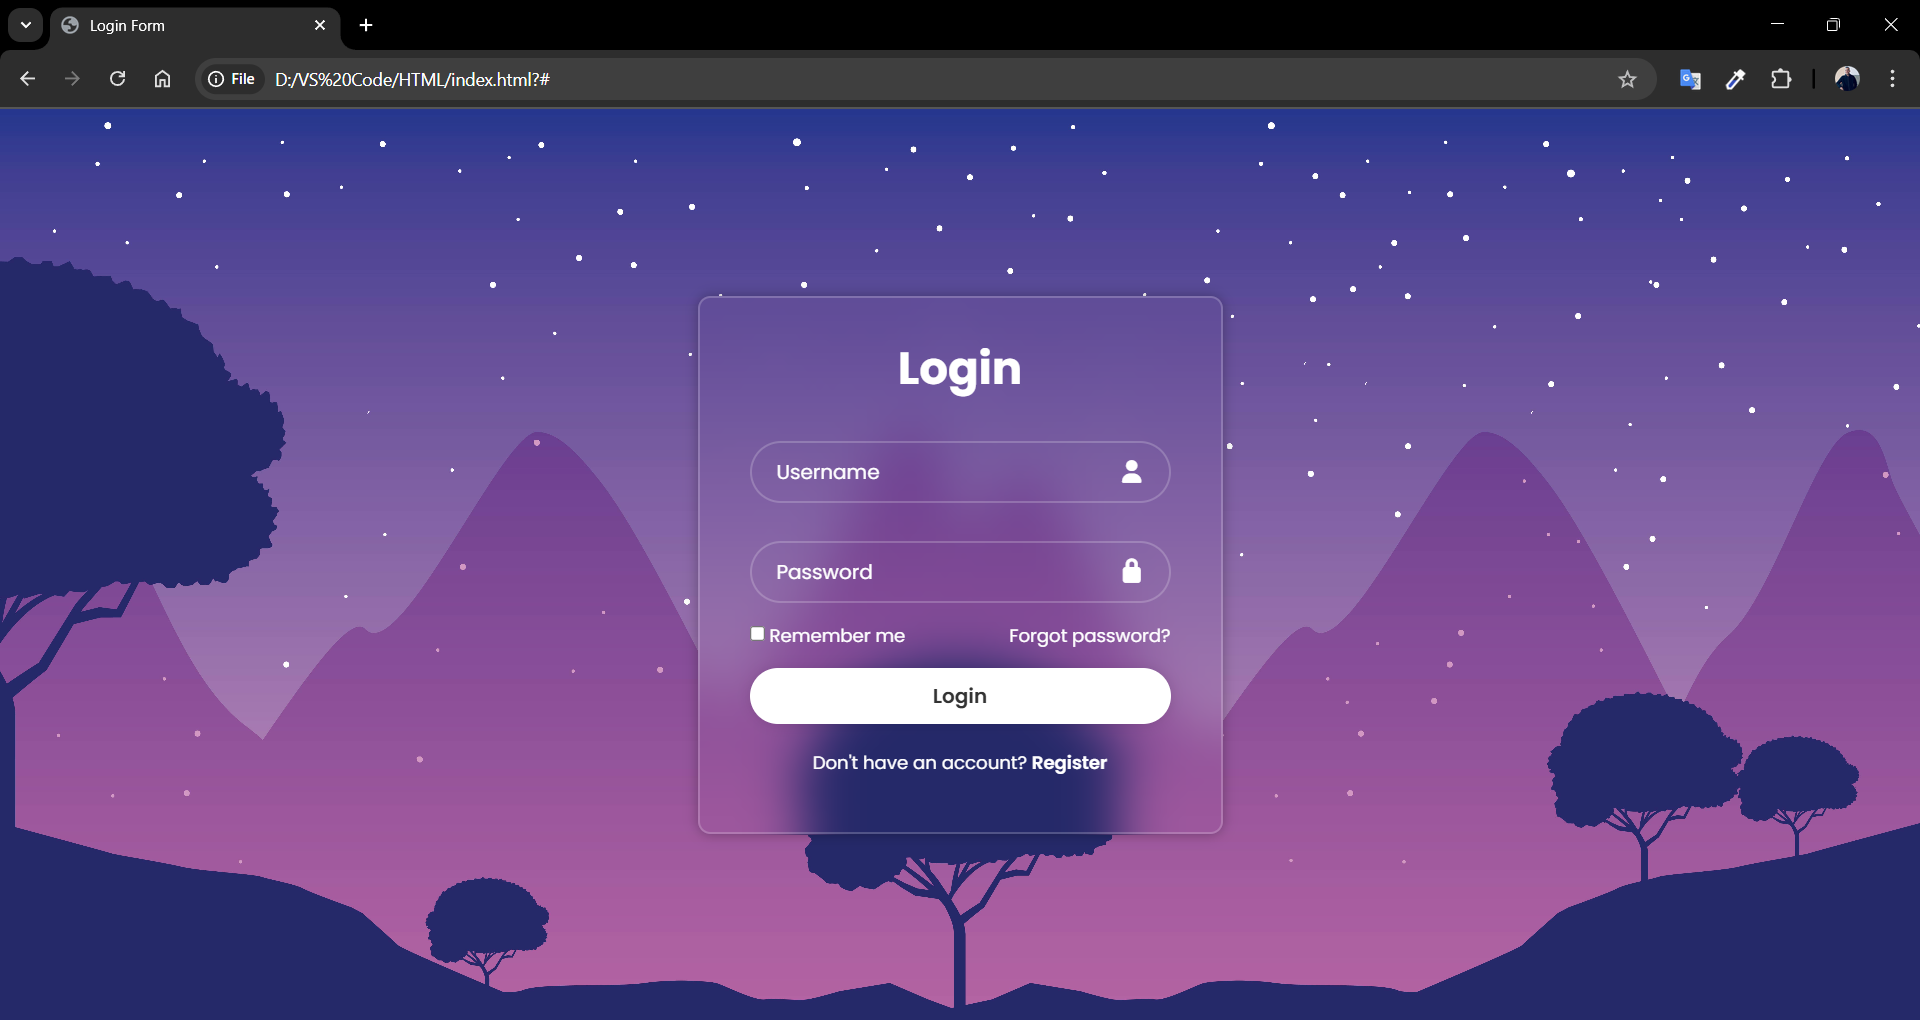 Login Form
File D:/VS%20Code/HTML/index.html?#
Login
Username
Password
Remember me Forgot password?
Login
Don't have an account? Register